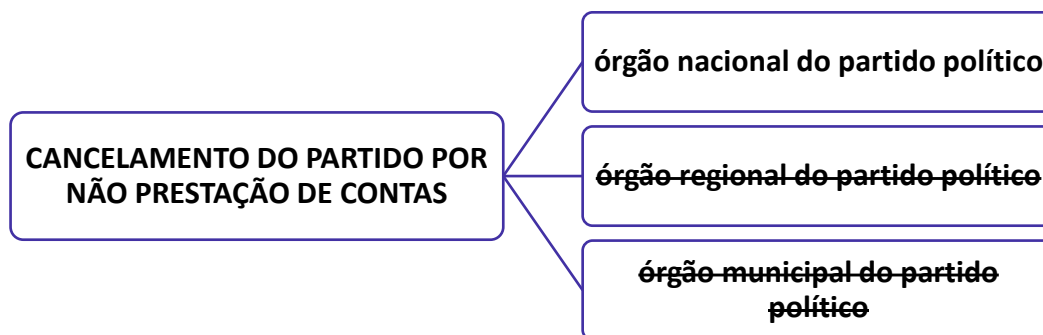 CANCELAMENTO DO PARTIDO POR
NÃO PRESTAÇÃO DE CONTAS
órgão nacional do partido político
órgão regional do partido político
órgão municipal do partido
político